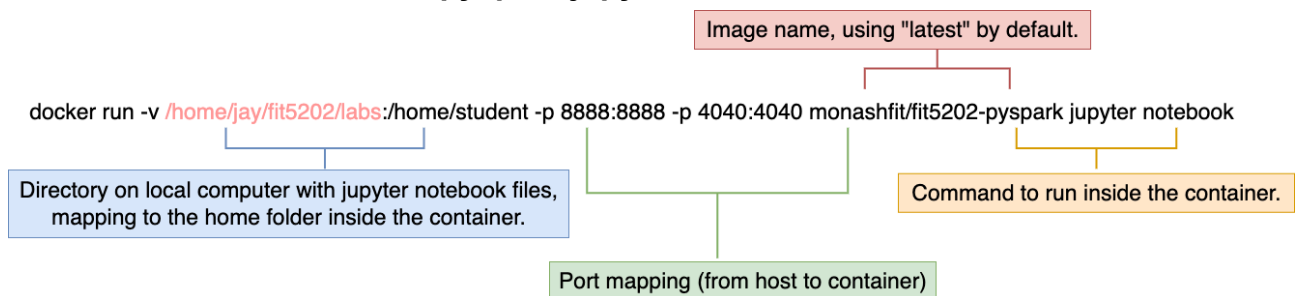 Image name, using "latest" by default.
docker run -v /home/jay/fit5202/labs:/home/student -p 8888:8888 -p 4040:4040 monashfit/fit5202-pyspark jupyter notebook
Directory on local computer with jupyter notebook files,
mapping to the home folder inside the container.
Command to run inside the container.
Port mapping (from host to container)